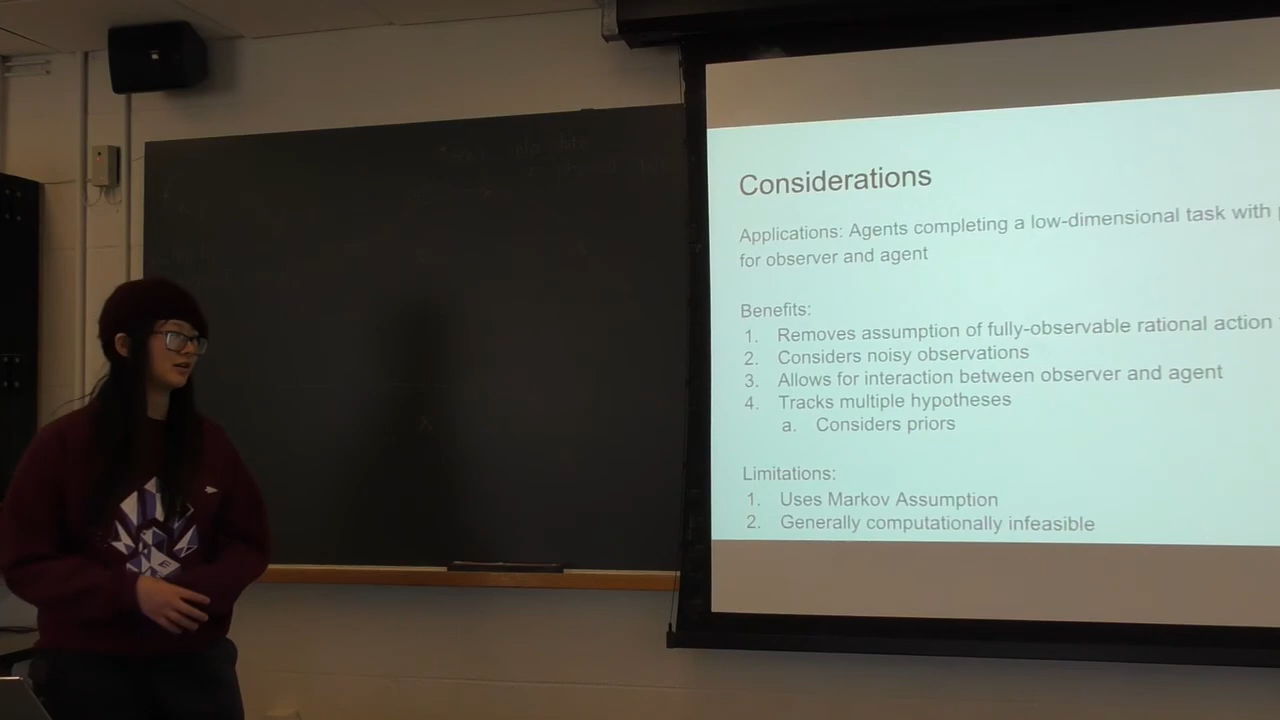 Considerations
Applications: Agents completing a low-dimensional task with
for observer and agent
Benefits:
1. Removes assumption of fully-observable rational action
2. Considers noisy observations
3. Allows for interaction between observer and agent
4. Tracks multiple hypotheses
a. Considers priors
Limitations:
1. Uses Markov Assumption
2. Generally computationally infeasible